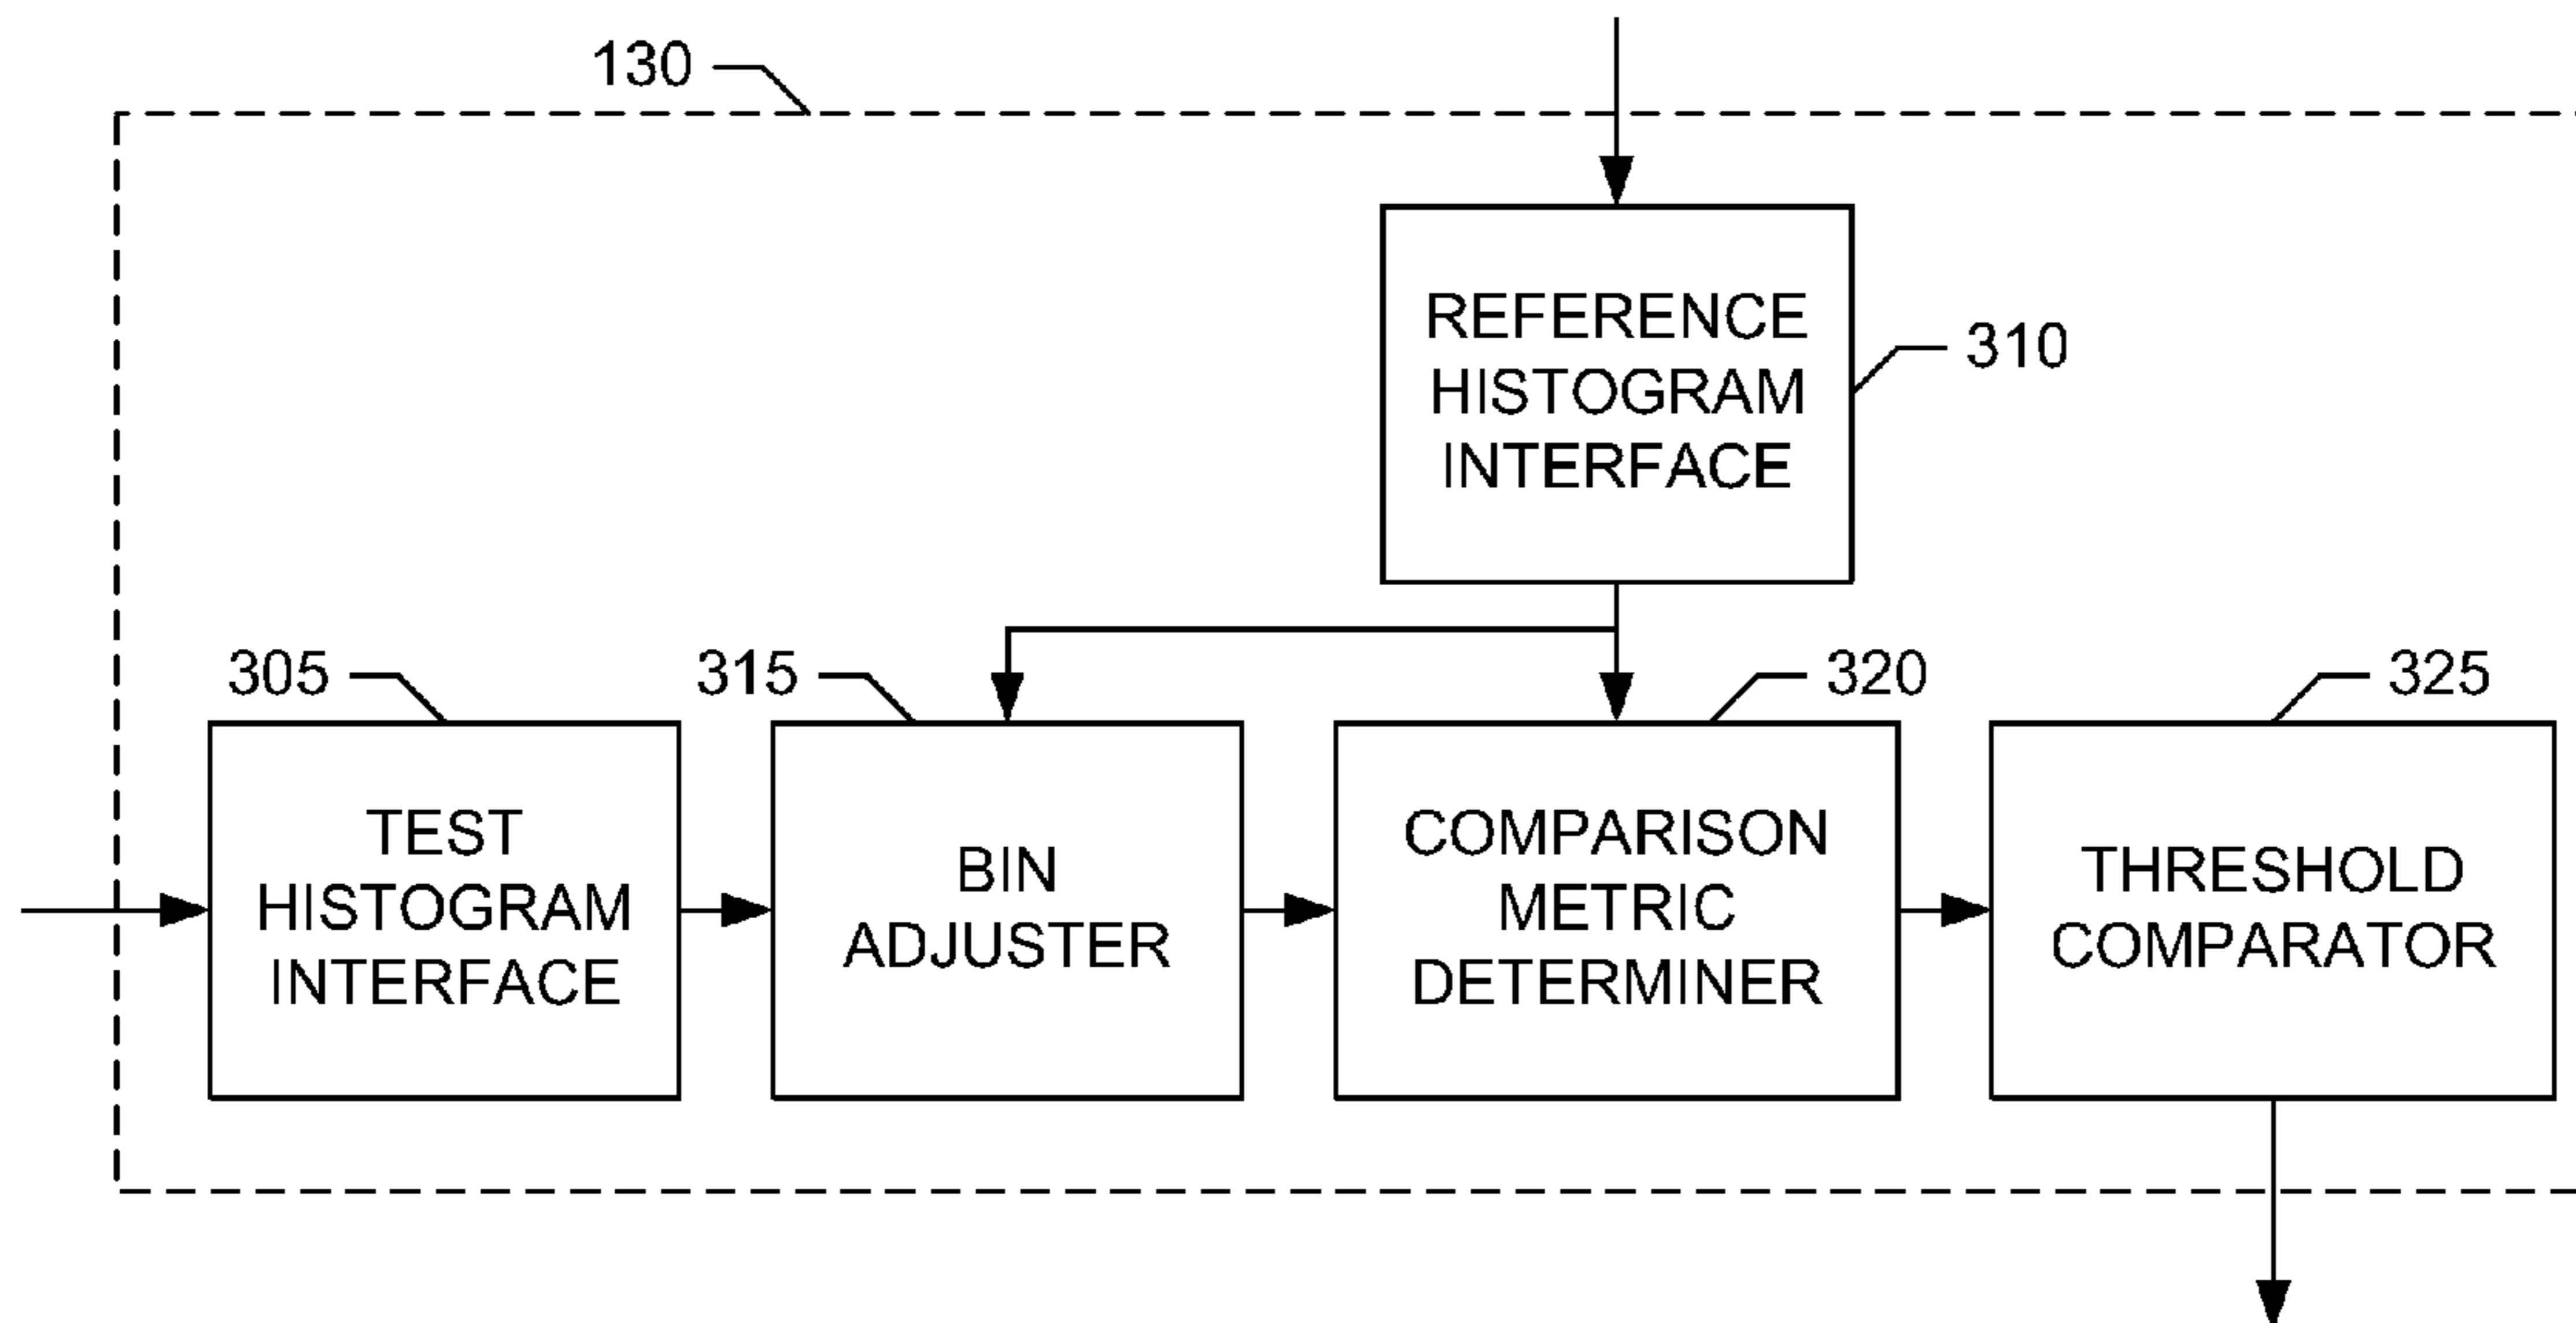 130
REFERENCE
HISTOGRAM
INTERFACE
310
305
315
320
325
TEST
HISTOGRAM
INTERFACE
BIN
ADJUSTER
COMPARISON
METRIC
DETERMINER
THRESHOLD
COMPARATOR